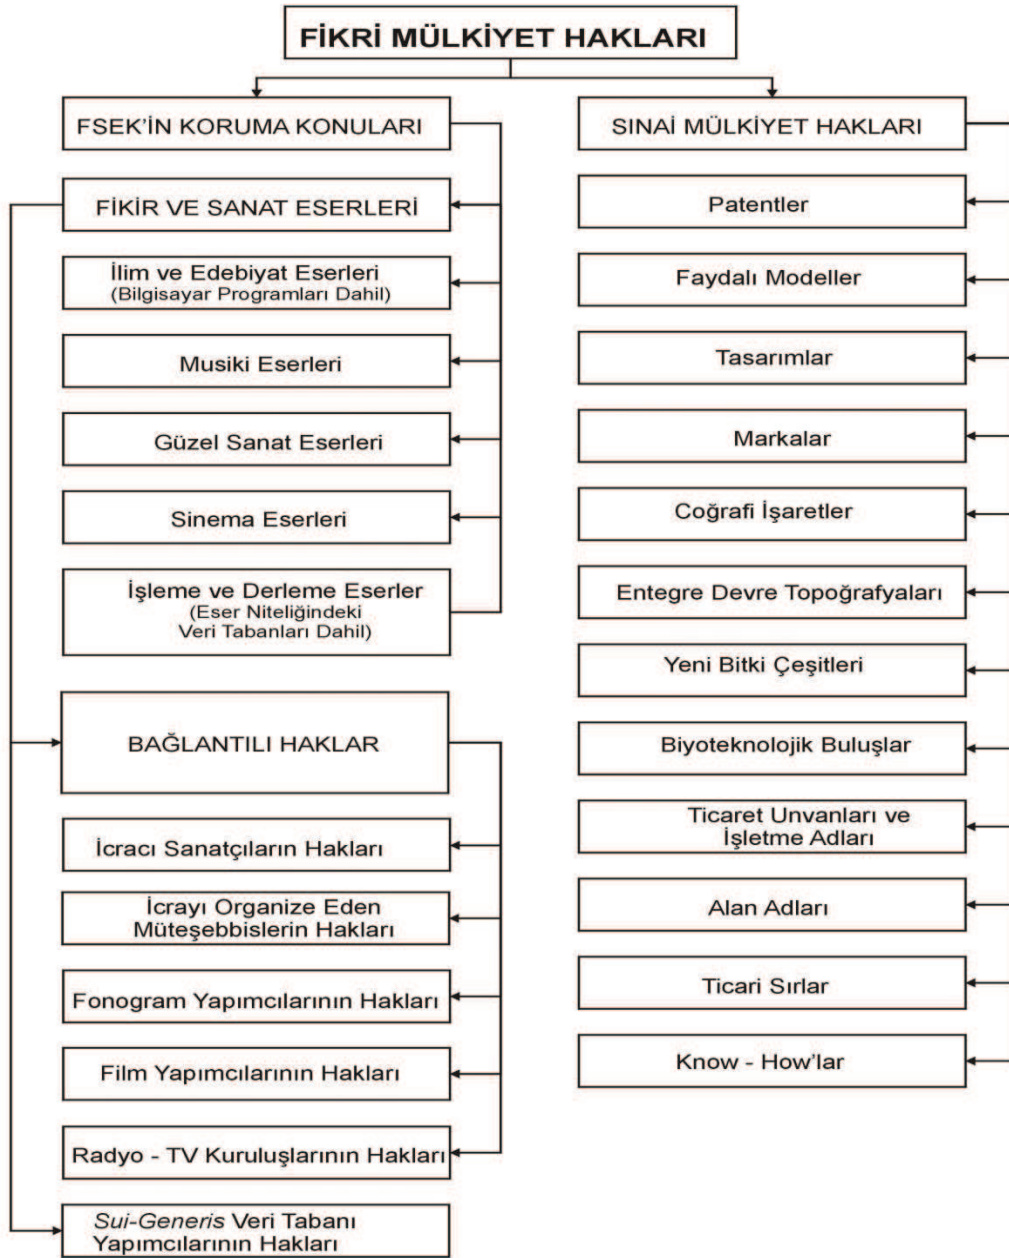 FİKRİ MÜLKİYET HAKLARI
FSEK'İN KORUMA KONULARI
FİKİR VE SANAT ESERLERİ
İlim ve Edebiyat Eserleri
(Bilgisayar Programları Dahil)
Musiki Eserleri
Güzel Sanat Eserleri
Sinema Eserleri
İşleme ve Derleme Eserler
(Eser Niteliğindeki
Veri Tabanları Dahil)
BAĞLANTILI HAKLAR
İcracı Sanatçıların Hakları
İcrayı Organize Eden
Müteşebbislerin Hakları
Fonogram Yapımcılarının Hakları
Film Yapımcılarının Hakları
Radyo - TV Kuruluşlarının Hakları
Sui-Generis Veri Tabanı
Yapımcılarının Hakları
SINAİ MÜLKİYET HAKLARI
Patentler
Faydalı Modeller
Tasarımlar
Markalar
Coğrafi İşaretler
Entegre Devre Topoğrafyaları
Yeni Bitki Çeşitleri
Biyoteknolojik Buluşlar
Ticaret Unvanları ve
İşletme Adları
Alan Adları
Ticari Sırlar
Know - How'lar